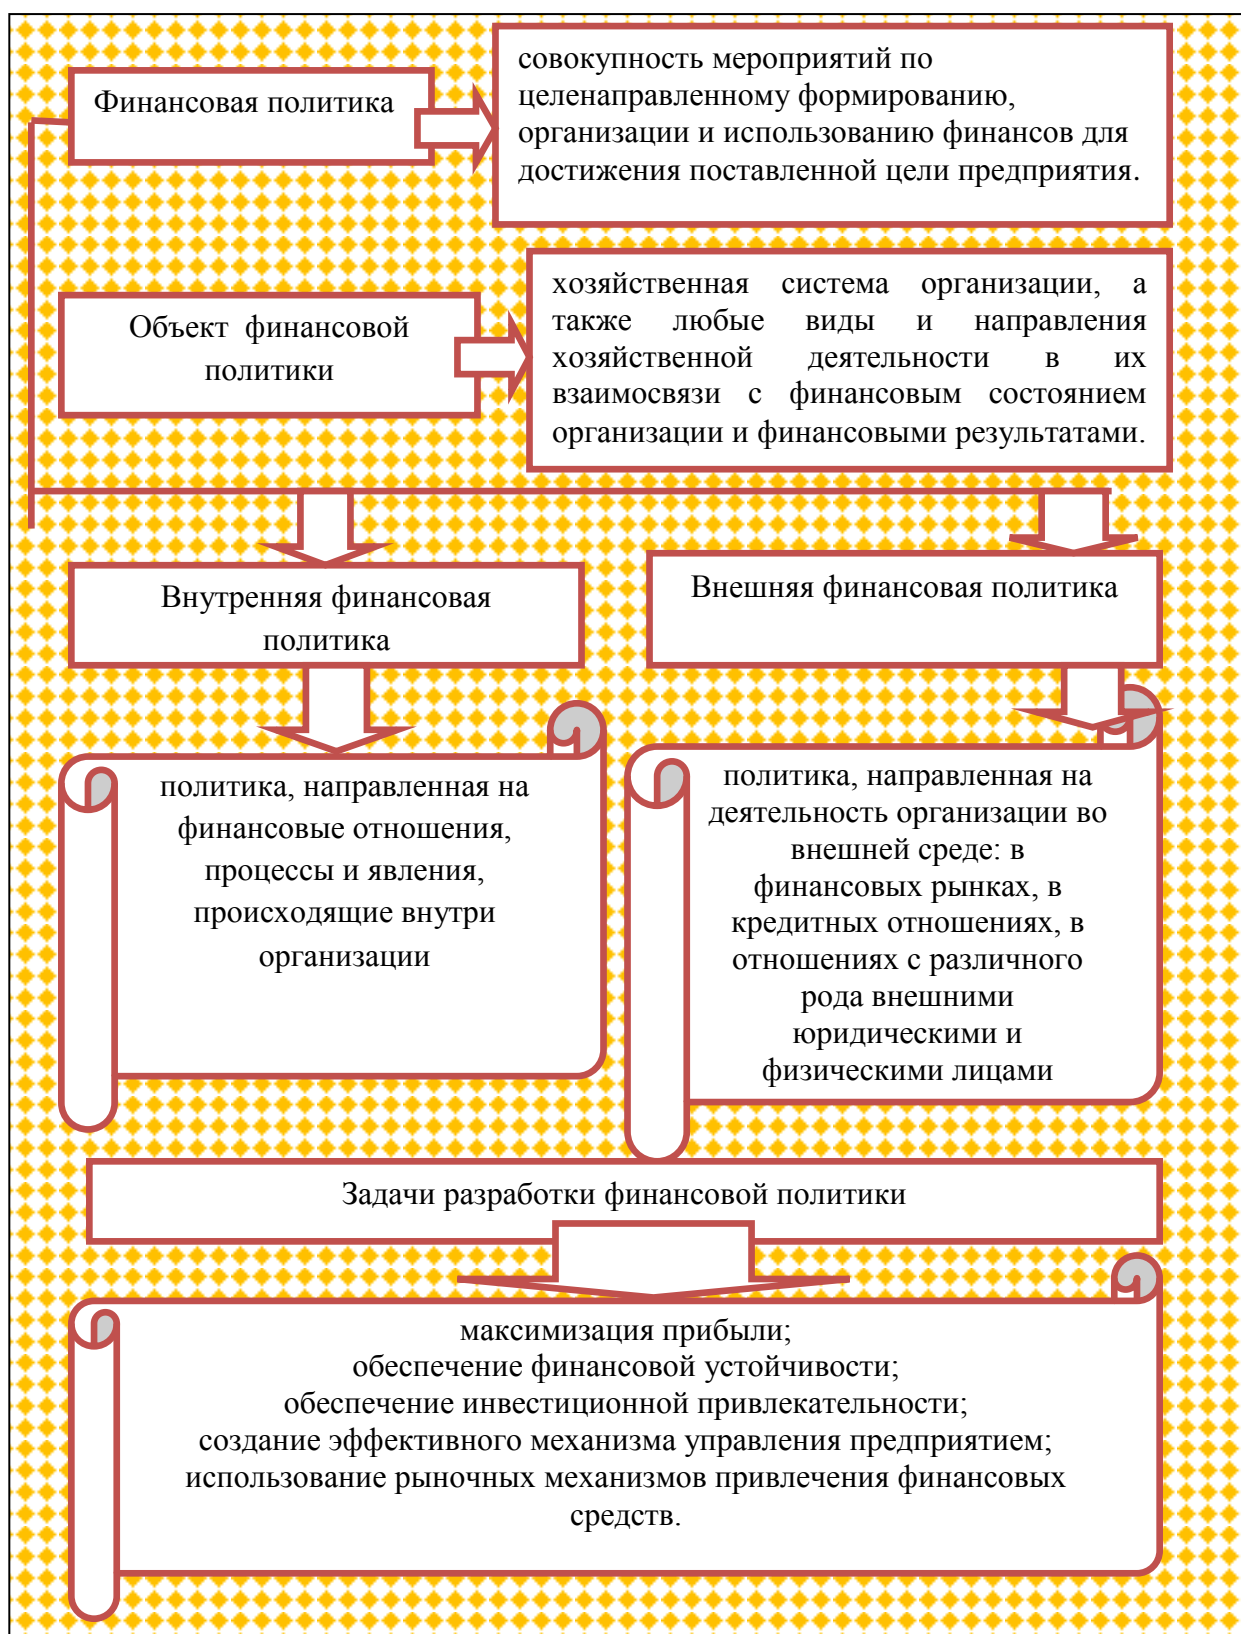 Финансовая политика
совокупность мероприятий по
целенаправленному формированию,
организации и использованию финансов для
достижения поставленной цели предприятия.
Объект финансовой
политики
хозяйственная система организации, а
также любые виды и направления
хозяйственной деятельности в их
взаимосвязи с финансовым состоянием
организации и финансовыми результатами.
Внутренняя финансовая
политика
Внешняя финансовая политика
политика, направленная на
финансовые отношения,
процессы и явления,
происходящие внутри
организации
политика, направленная на
деятельность организации во
внешней среде: в
финансовых рынках, в
кредитных отношениях, в
отношениях с различного
рода внешними
юридическими и
физическими лицами
Задачи разработки финансовой политики
максимизация прибыли;
обеспечение финансовой устойчивости;
обеспечение инвестиционной привлекательности;
создание эффективного механизма управления предприятием;
использование рыночных механизмов привлечения финансовых
средств.